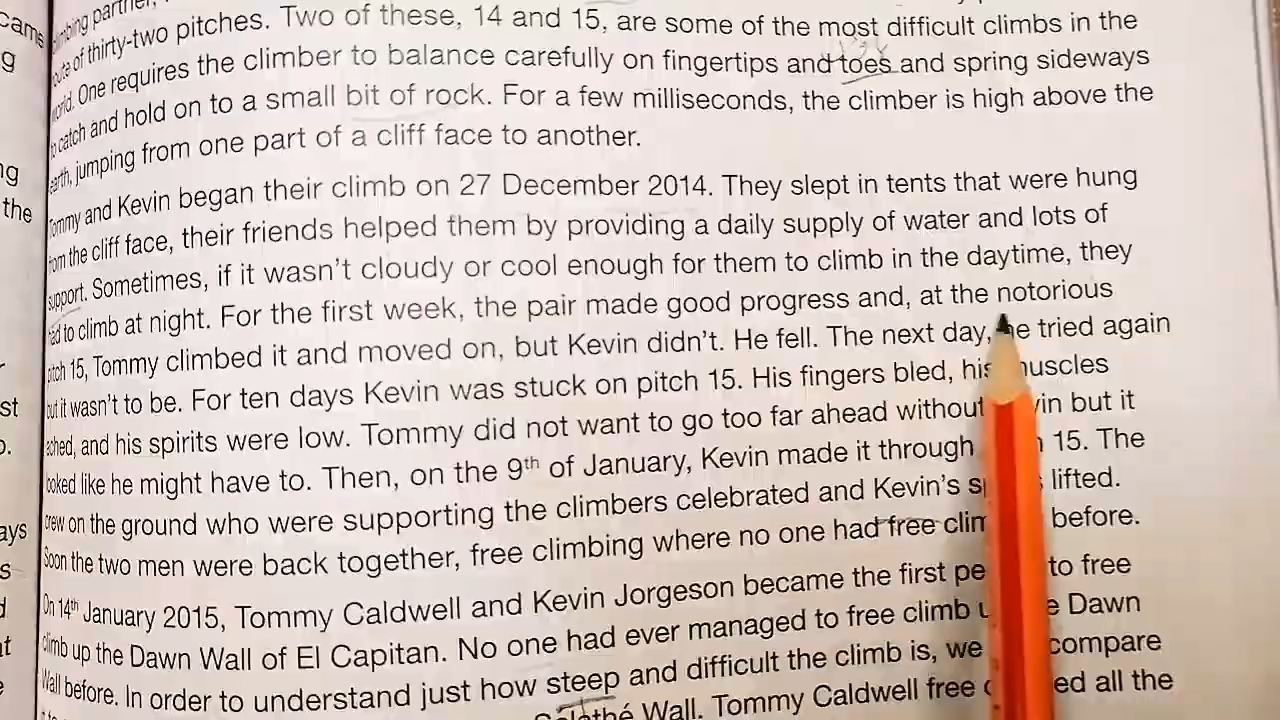 climbing partner,
route of thirty-two pitches. Two of these, 14 and 15, are some of the most difficult climbs in the
world. One requires the climber to balance carefully on fingertips and toes and spring sideways
to catch and hold on to a small bit of rock. For a few milliseconds, the climber is high above the
earth, jumping from one part of a cliff face to another.
Tommy and Kevin began their climb on 27 December 2014. They slept in tents that were hung
from the cliff face, their friends helped them by providing a daily supply of water and lots of
support. Sometimes, if it wasn't cloudy or cool enough for them to climb in the daytime, they
had to climb at night. For the first week, the pair made good progress and, at the notorious
pitch 15, Tommy climbed it and moved on, but Kevin didn't. He fell. The next day, he tried again
but it wasn't to be. For ten days Kevin was stuck on pitch 15. His fingers bled, his muscles
ached, and his spirits were low. Tommy did not want to go too far ahead without Kevin but it
looked like he might have to. Then, on the 9th of January, Kevin made it through 15. The
crew on the ground who were supporting the climbers celebrated and Kevin's lifted.
Soon the two men were back together, free climbing where no one had free before.
On 14th January 2015, Tommy Caldwell and Kevin Jorgeson became the first to free
climb up the Dawn Wall of El Capitan. No one had ever managed to free climb Dawn
Wall before. In order to understand just how steep and difficult the climb is, we compare
Wall. Tommy Caldwell free all the